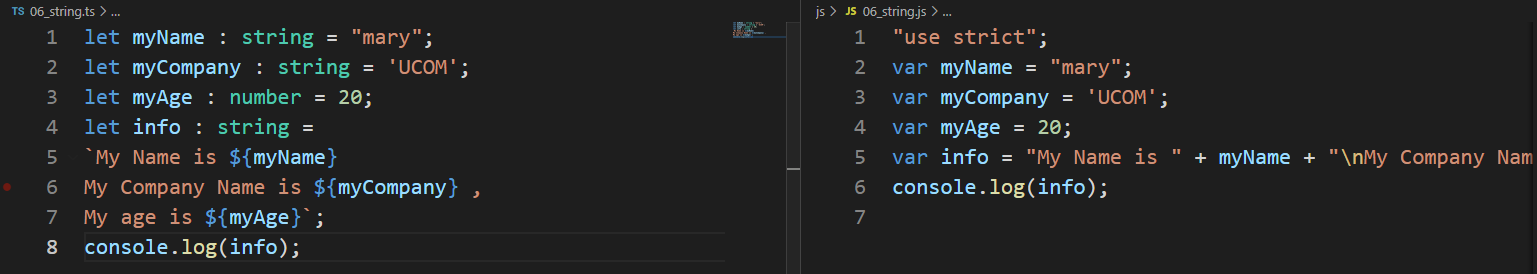 TS 06_string.ts > ...
1 let myName : string = "mary";
2 let myCompany : string = 'UCOM';
3 let myAge : number = 20;
4 let info : string =
5 `My Name is ${myName}
6 My Company Name is ${myCompany} ,
7 My age is ${myAge}`;
8 console.log(info);
js > JS 06_string.js > ...
1 "use strict";
2 var myName = "mary";
3 var myCompany = 'UCOM';
4 var myAge = 20;
5 var info = "My Name is " + myName + "\nMy Company Nam
6 console.log(info);
7